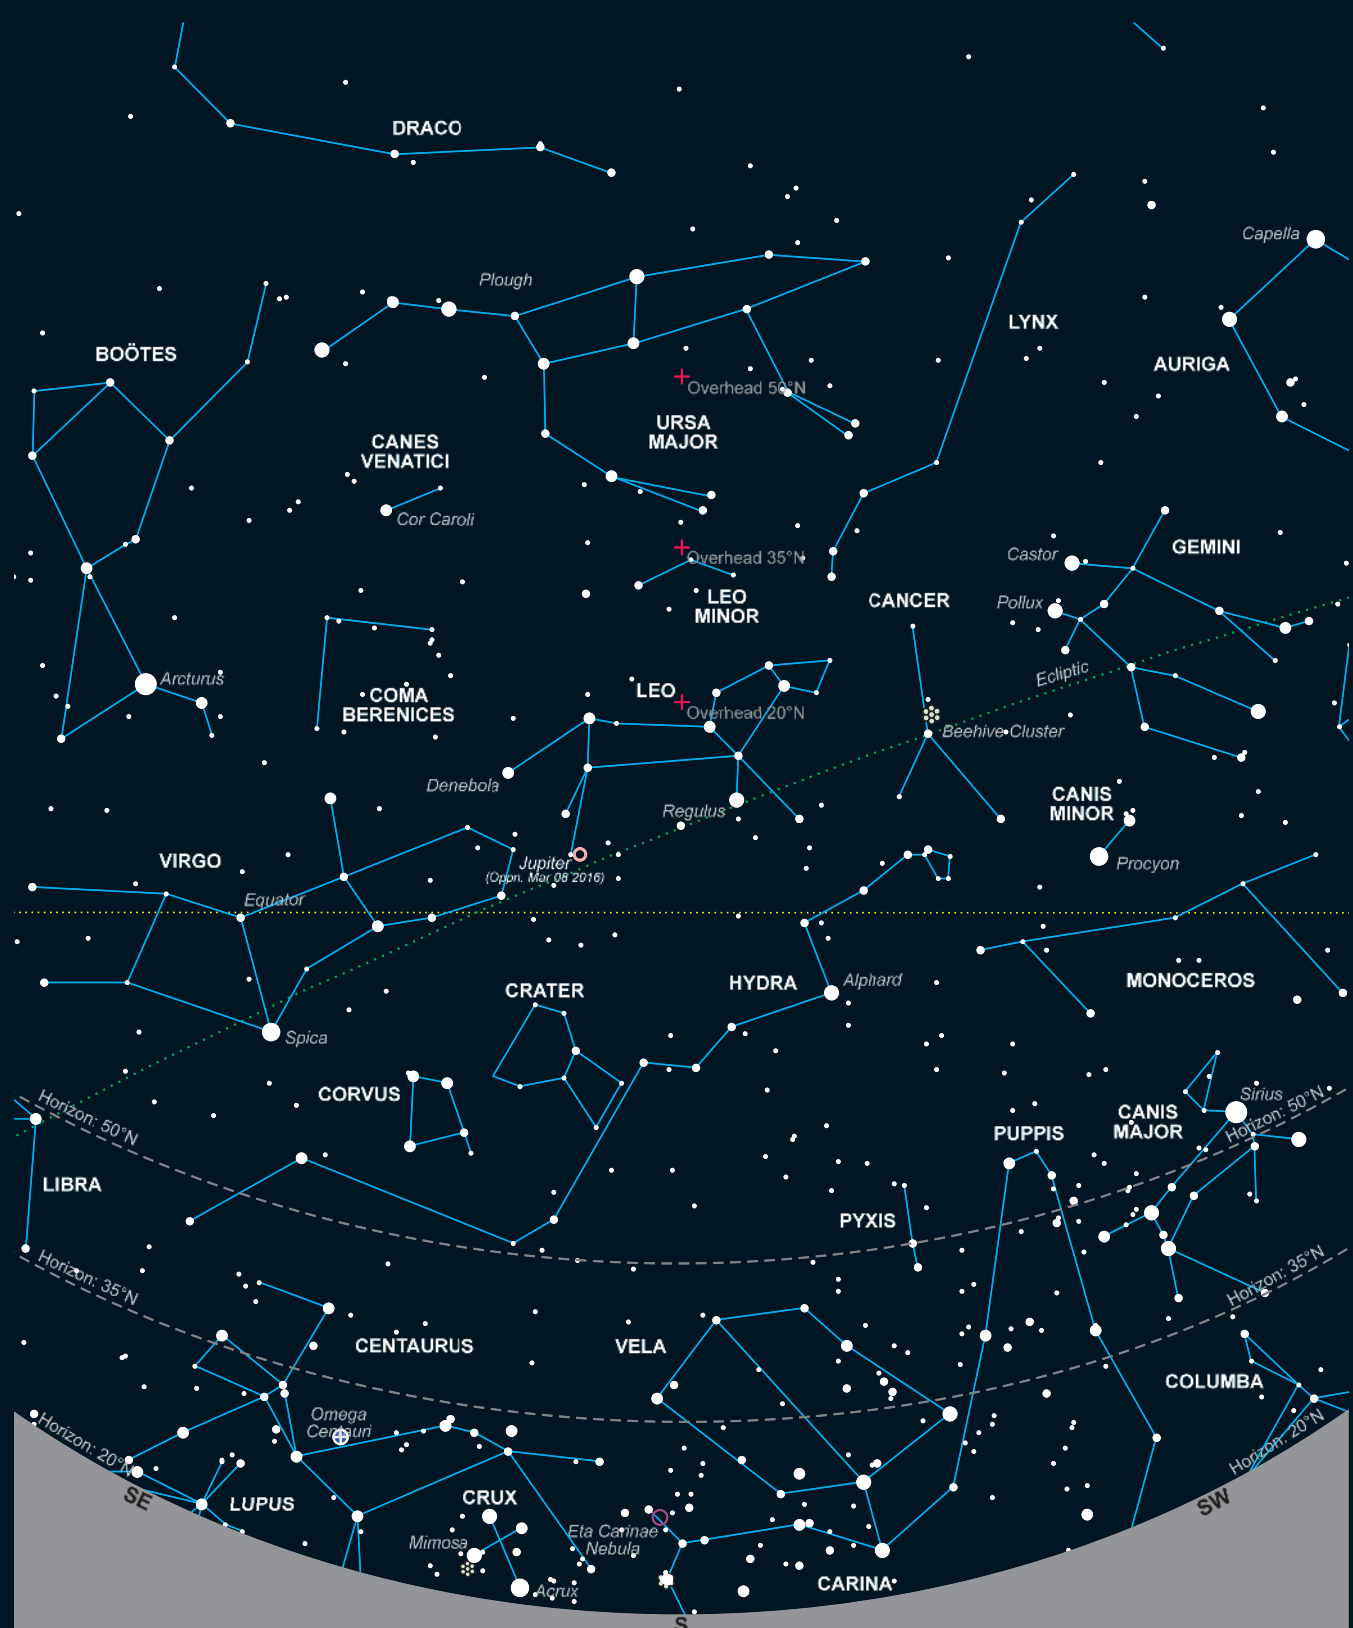 DRACO
Capella
Plough
LYNX
BOÖTES
AURIGA
Overhead 50°N
URSA
MAJOR
CANES
VENATICI
Cor Caroli
Overhead 35°N
Castor
GEMINI
LEO
MINOR
CANCER
Pollux
Arcturus
Ecliptic
LEO
COMA
BERENICES
Overhead 20°N
Beehive Cluster
Denebola
CANIS
MINOR
Regulus
VIRGO
Jupiter
(Oppn. Mar 08 2016)
Procyon
Equator
HYDRA
Alphard
MONOCEROS
CRATER
Spica
CORVUS
Sirius
Horizon: 50°N
Horizon: 50°N
CANIS
MAJOR
PUPPIS
LIBRA
PYXIS
Horizon: 35°N
Horizon: 35°N
CENTAURUS
VELA
COLUMBA
Omega
Centauri
Horizon: 20°N
Horizon: 20°N
SE
LUPUS
CRUX
SW
Mimosa
Eta Carinae
Nebula
Acrux
CARINA
S